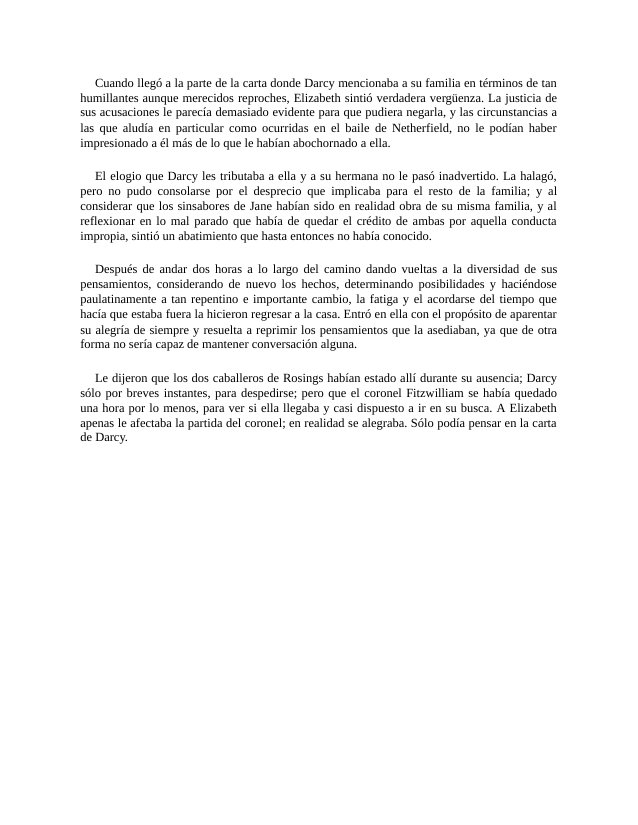 Cuando llegó a la parte de la carta donde Darcy mencionaba a su familia en términos de tan
humillantes aunque merecidos reproches, Elizabeth sintió verdadera vergüenza. La justicia de
sus acusaciones le parecía demasiado evidente para que pudiera negarla, y las circunstancias a
las que aludía en particular como ocurridas en el baile de Netherfield, no le podían haber
impresionado a él más de lo que le habían abochornado a ella.
El elogio que Darcy les tributaba a ella y a su hermana no le pasó inadvertido. La halagó,
pero no pudo consolarse por el desprecio que implicaba para el resto de la familia; y al
considerar que los sinsabores de Jane habían sido en realidad obra de su misma familia, y al
reflexionar en lo mal parado que había de quedar el crédito de ambas por aquella conducta
impropia, sintió un abatimiento que hasta entonces no había conocido.
Después de andar dos horas a lo largo del camino dando vueltas a la diversidad de sus
pensamientos, considerando de nuevo los hechos, determinando posibilidades y haciéndose
paulatinamente a tan repentino e importante cambio, la fatiga y el acordarse del tiempo que
hacía que estaba fuera la hicieron regresar a la casa. Entró en ella con el propósito de aparentar
su alegría de siempre y resuelta a reprimir los pensamientos que la asediaban, ya que de otra
forma no sería capaz de mantener conversación alguna.
Le dijeron que los dos caballeros de Rosings habían estado allí durante su ausencia; Darcy
sólo por breves instantes, para despedirse; pero que el coronel Fitzwilliam se había quedado
una hora por lo menos, para ver si ella llegaba y casi dispuesto a ir en su busca. A Elizabeth
apenas le afectaba la partida del coronel; en realidad se alegraba. Sólo podía pensar en la carta
de Darcy.